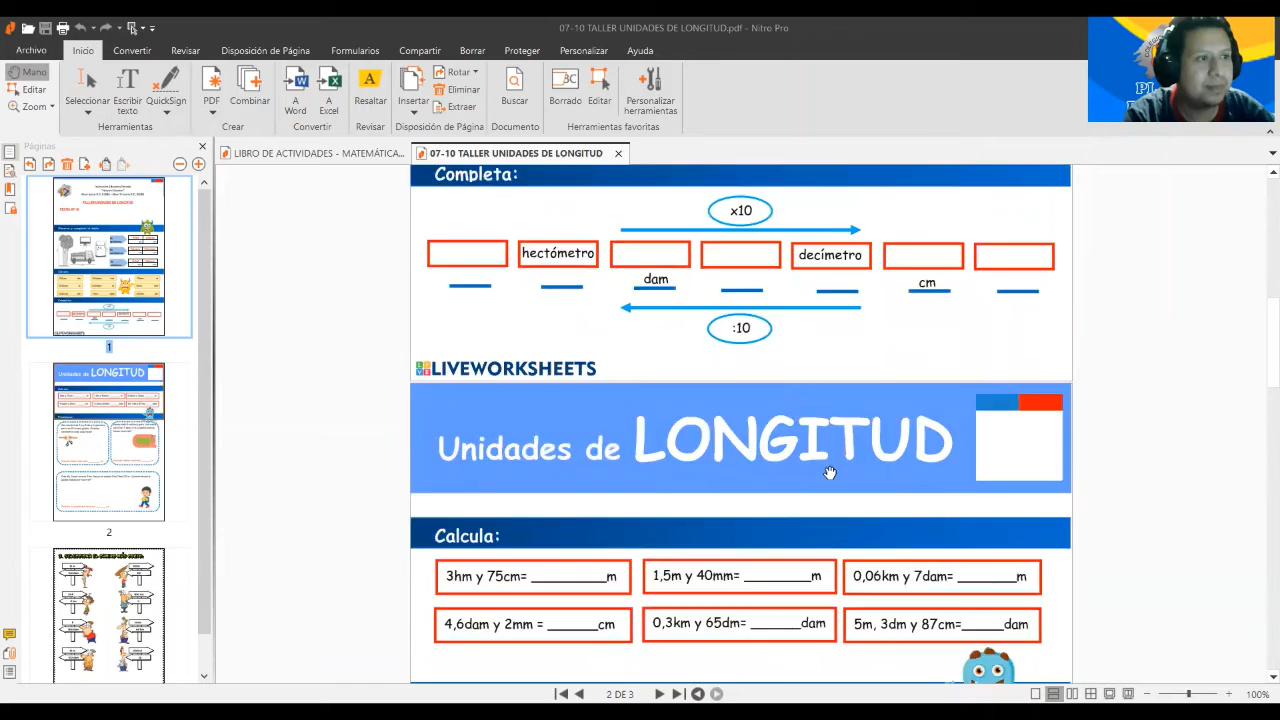 07-10 TALLER UNIDADES DE LONGITUD.pdf - Nitro Pro
Archivo Inicio Convertir Revisar Disposición de Página Formularios Compartir Borrar Proteger Personalizar Ayuda
Mano
Editar
Zoom
Seleccionar
Escribir texto
QuickSign
Herramientas
PDF
Combinar
Crear
A Word
A Excel
Convertir
Resaltar
Revisar
Insertar
Rotar
Eliminar
Extraer
Disposición de Página
Buscar
Documento
Borrado
Editar
Personalizar herramientas
Herramientas favoritas
Páginas
LIBRO DE ACTIVIDADES - MATEMÁTICA...
07-10 TALLER UNIDADES DE LONGITUD
Completa:
x10
hectómetro
decímetro
dam
cm
:10
LIVEWORKSHEETS
Unidades de LONGITUD
Calcula:
3hm y 75cm= __________m
1,5m y 40mm= _________m
0,06km y 7dam= ________m
4,6dam y 2mm = _______cm
0,3km y 65dm= _______dam
5m, 3dm y 87cm=______dam
1
Unidades de LONGITUD
2
2 DE 3
100%